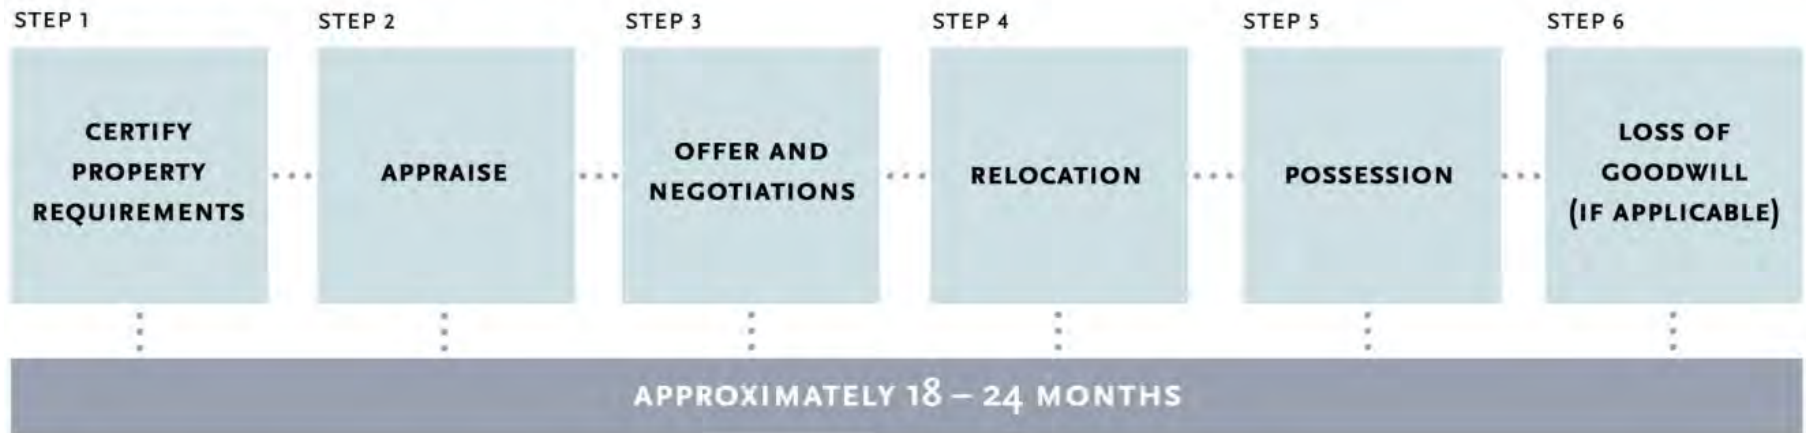 STEP 1
CERTIFY
PROPERTY
REQUIREMENTS
STEP 2
APPRAISE
STEP 3
OFFER AND
NEGOTIATIONS
STEP 4
RELOCATION
STEP 5
POSSESSION
STEP 6
LOSS OF
GOODWILL
(IF APPLICABLE)
APPROXIMATELY 18 – 24 MONTHS